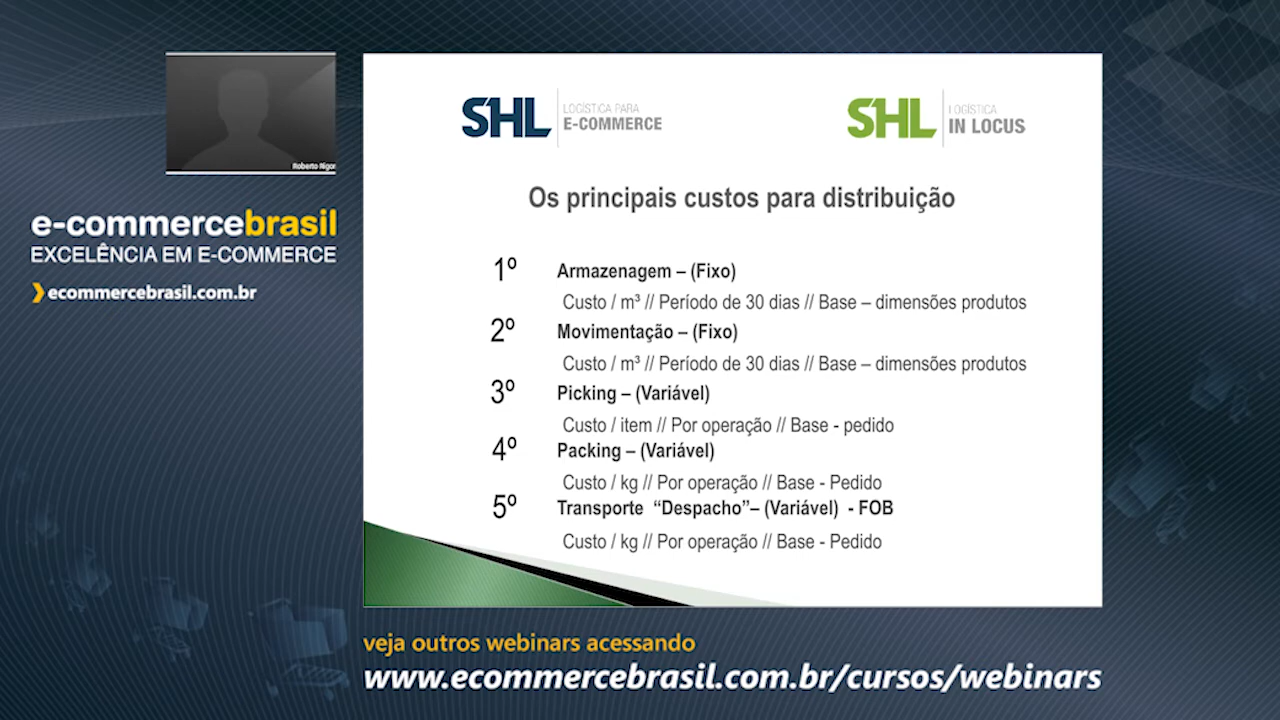 Roberto Rigor
e-commercebrasil
EXCELÊNCIA EM E-COMMERCE
ecommercebrasil.com.br
SHL LOGÍSTICA PARA
E-COMMERCE
SHL LOGÍSTICA
IN LOCUS
Os principais custos para distribuição
1º Armazenagem – (Fixo)
Custo / m³ // Período de 30 dias // Base – dimensões produtos
2º Movimentação – (Fixo)
Custo / m³ // Período de 30 dias // Base – dimensões produtos
3º Picking – (Variável)
Custo / item // Por operação // Base - pedido
4º Packing – (Variável)
Custo / kg // Por operação // Base - Pedido
5º Transporte “Despacho”– (Variável) - FOB
Custo / kg // Por operação // Base - Pedido
veja outros webinars acessando
www.ecommercebrasil.com.br/cursos/webinars